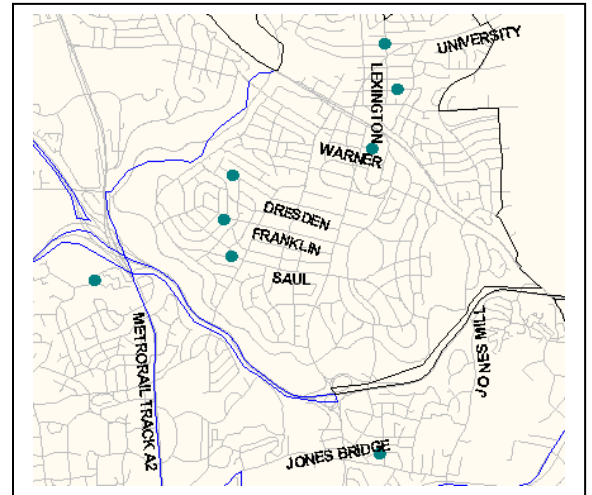 UNIVERSITY
LEXINGTON
WARNER
DRESDEN
FRANKLIN
SAUL
METRORAIL TRACK A2
JONES MILL
JONES BRIDGE